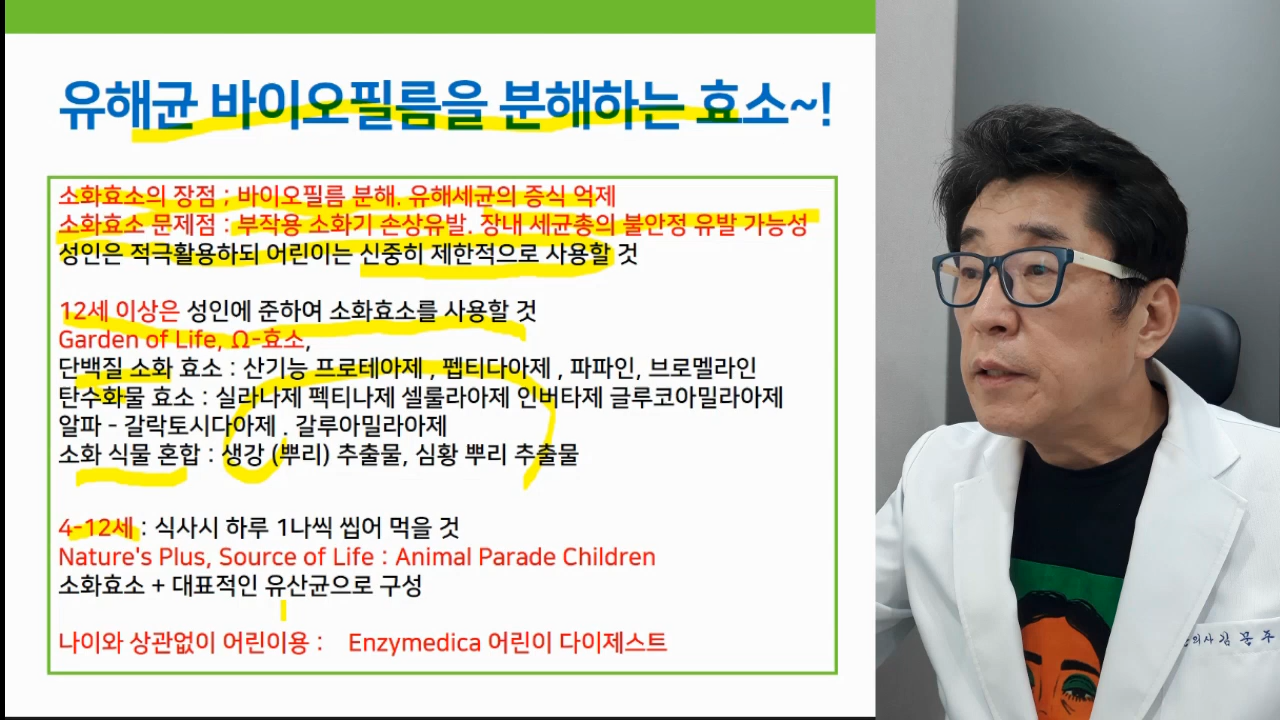 유해균 바이오필름을 분해하는 효소~!
소화효소의 장점 ; 바이오필름 분해. 유해세균의 증식 억제
소화효소 문제점 : 부작용 소화기 손상유발. 장내 세균총의 불안정 유발 가능성
성인은 적극활용하되 어린이는 신중히 제한적으로 사용할 것
12세 이상은 성인에 준하여 소화효소를 사용할 것
Garden of Life, Ω-효소,
단백질 소화 효소 : 산기능 프로테아제 , 펩티다아제 , 파파인, 브로멜라인
탄수화물 효소 : 실라나제 펙티나제 셀룰라아제 인버타제 글루코아밀라아제
알파 - 갈락토시다아제 . 갈루아밀라아제
소화 식물 혼합 : 생강 (뿌리) 추출물, 심황 뿌리 추출물
4-12세 : 식사시 하루 1나씩 씹어 먹을 것
Nature's Plus, Source of Life : Animal Parade Children
소화효소 + 대표적인 유산균으로 구성
나이와 상관없이 어린이용 : Enzymedica 어린이 다이제스트
의사 김 문 주